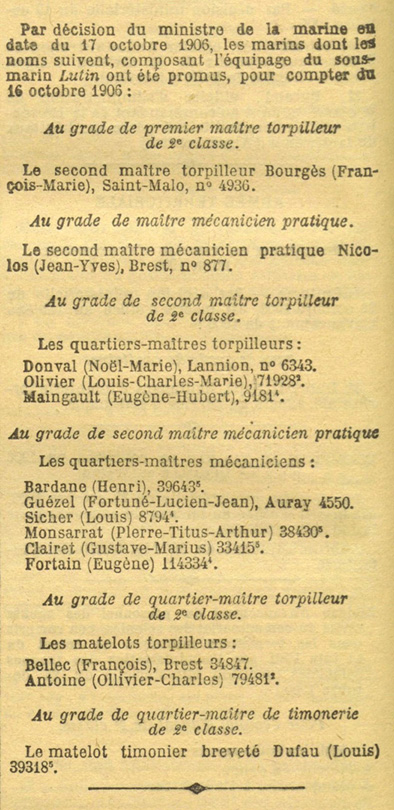 Par décision du ministre de la marine en
date du 17 octobre 1906, les marins dont les
noms suivent, composant l'équipage du sous-
marin Lutin ont été promus, pour compter du
16 octobre 1906 :
Au grade de premier maître torpilleur
de 2e classe.
Le second maître torpilleur Bourgès (Fran-
çois-Marie), Saint-Malo, no 4936.
Au grade de maître mécanicien pratique.
Le second maître mécanicien pratique Nico-
los (Jean-Yves), Brest, no 877.
Au grade de second maître torpilleur
de 2e classe.
Les quartiers-maîtres torpilleurs :
Donval (Noël-Marie), Lannion, no 6343.
Olivier (Louis-Charles-Marie), 71928².
Maingault (Eugène-Hubert), 9181⁴.
Au grade de second maître mécanicien pratique
Les quartiers-maîtres mécaniciens :
Bardane (Henri), 39643⁵.
Guézel (Fortuné-Lucien-Jean), Auray 4550.
Sicher (Louis) 8794⁴.
Monsarrat (Pierre-Titus-Arthur) 38430⁵.
Clairet (Gustave-Marius) 33415⁵.
Fortain (Eugène) 114334⁴.
Au grade de quartier-maître torpilleur
de 2e classe.
Les matelots torpilleurs :
Bellec (François), Brest 34847.
Antoine (Ollivier-Charles) 79481².
Au grade de quartier-maître de timonerie
de 2e classe.
Le matelot timonier breveté Dufau (Louis)
39318⁵.